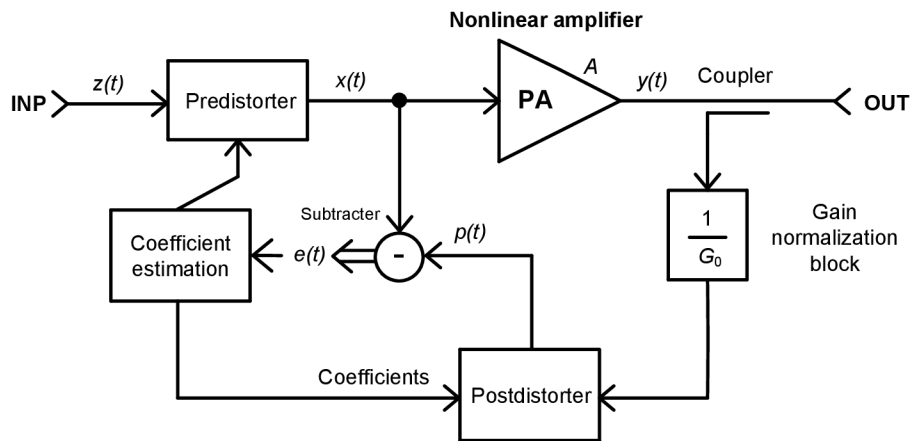 Nonlinear amplifier
INP
z(t)
Predistorter
x(t)
PA
A
y(t)
Coupler
OUT
Subtracter
Coefficient
estimation
e(t)
-
p(t)
1
G₀
Gain
normalization
block
Coefficients
Postdistorter